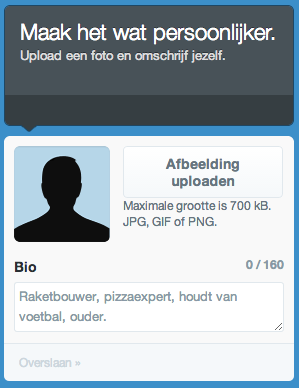 Maak het wat persoonlijker.
Upload een foto en omschrijf jezelf.
Afbeelding
uploaden
Maximale grootte is 700 kB.
JPG, GIF of PNG.
Bio 0 / 160
Raketbouwer, pizzaexpert, houdt van
voetbal, ouder.
Overslaan »